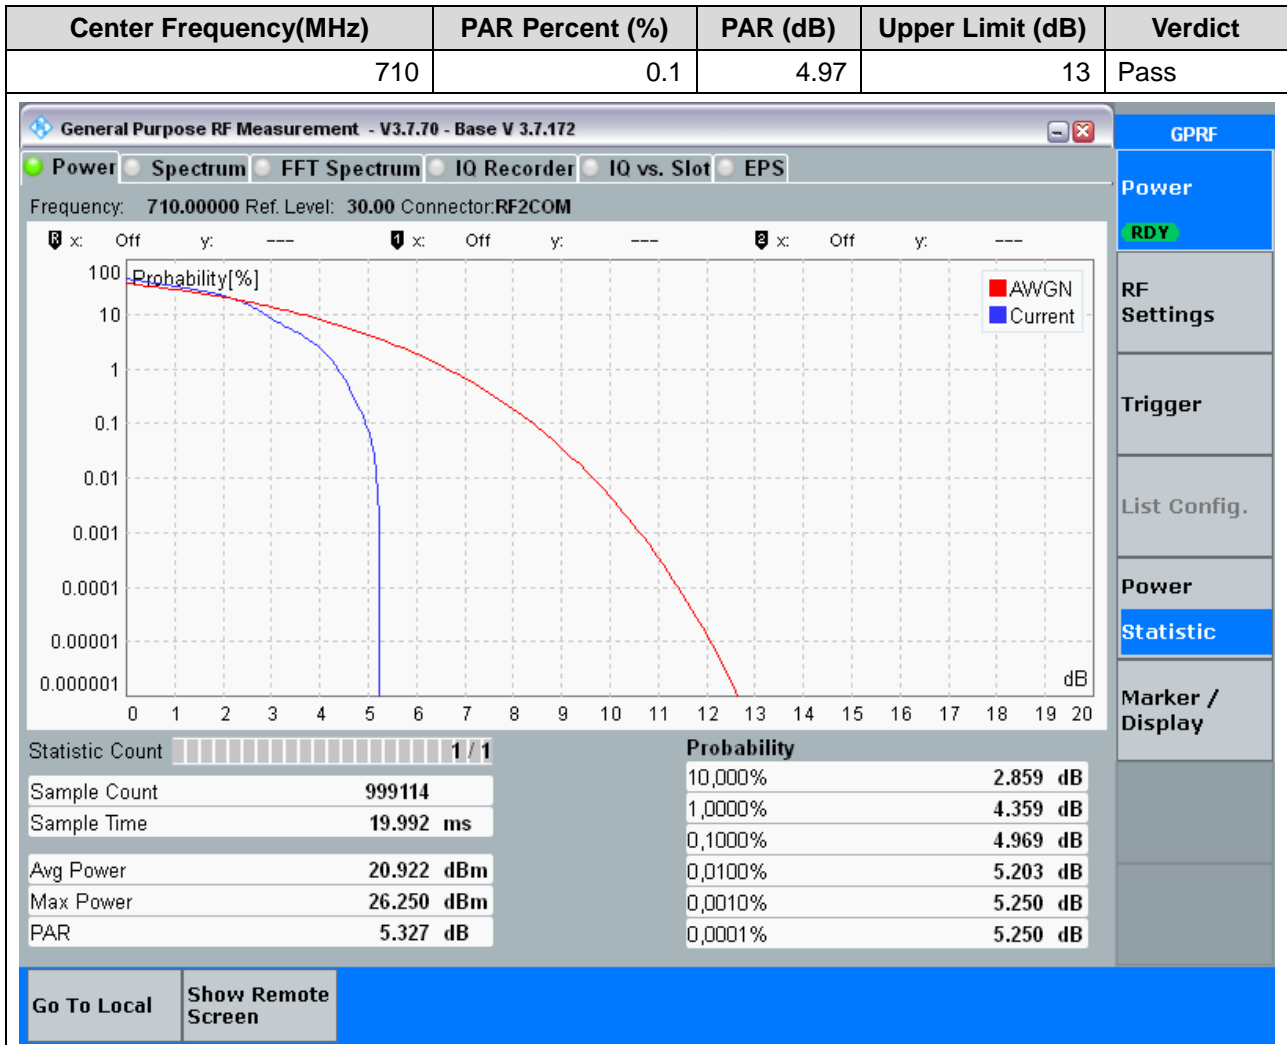 Center Frequency(MHz) PAR Percent (%) PAR (dB) Upper Limit (dB) Verdict
710 0.1 4.97 13 Pass
General Purpose RF Measurement - V3.7.70 - Base V 3.7.172
GPRF
Power Spectrum FFT Spectrum IQ Recorder IQ vs. Slot EPS
Power
RDY
Frequency: 710.00000 Ref. Level: 30.00 Connector:RF2COM
R x: Off y: --- 1 x: Off y: --- 2 x: Off y: ---
Probability[%]
AWGN
Current
100
10
1
0.1
0.01
0.001
0.0001
0.00001
0.000001
dB
0 1 2 3 4 5 6 7 8 9 10 11 12 13 14 15 16 17 18 19 20
RF
Settings
Trigger
List Config.
Power
Statistic
Marker /
Display
Statistic Count 1 / 1
Sample Count 999114
Sample Time 19.992 ms
Avg Power 20.922 dBm
Max Power 26.250 dBm
PAR 5.327 dB
Probability
10,000% 2.859 dB
1,0000% 4.359 dB
0,1000% 4.969 dB
0,0100% 5.203 dB
0,0010% 5.250 dB
0,0001% 5.250 dB
Go To Local
Show Remote
Screen